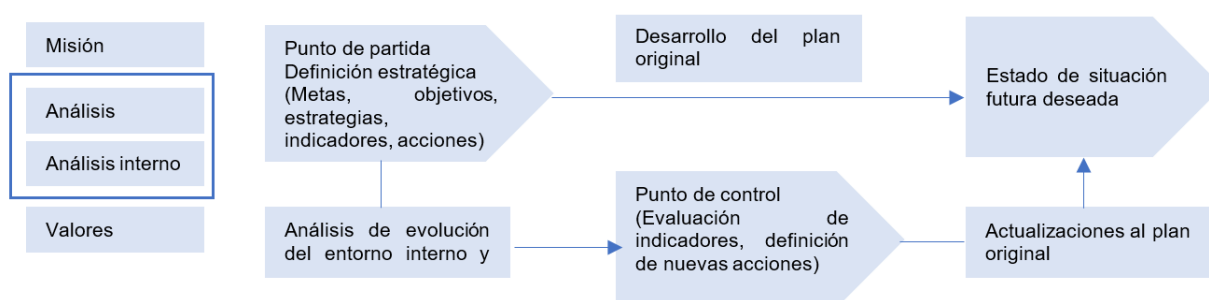 Misión
Análisis
Análisis interno
Valores
Punto de partida
Definición estratégica
(Metas, objetivos,
estrategias,
indicadores, acciones)
Desarrollo del plan
original
Estado de situación
futura deseada
Análisis de evolución
del entorno interno y
Punto de control
(Evaluación de
indicadores, definición
de nuevas acciones)
Actualizaciones al plan
original